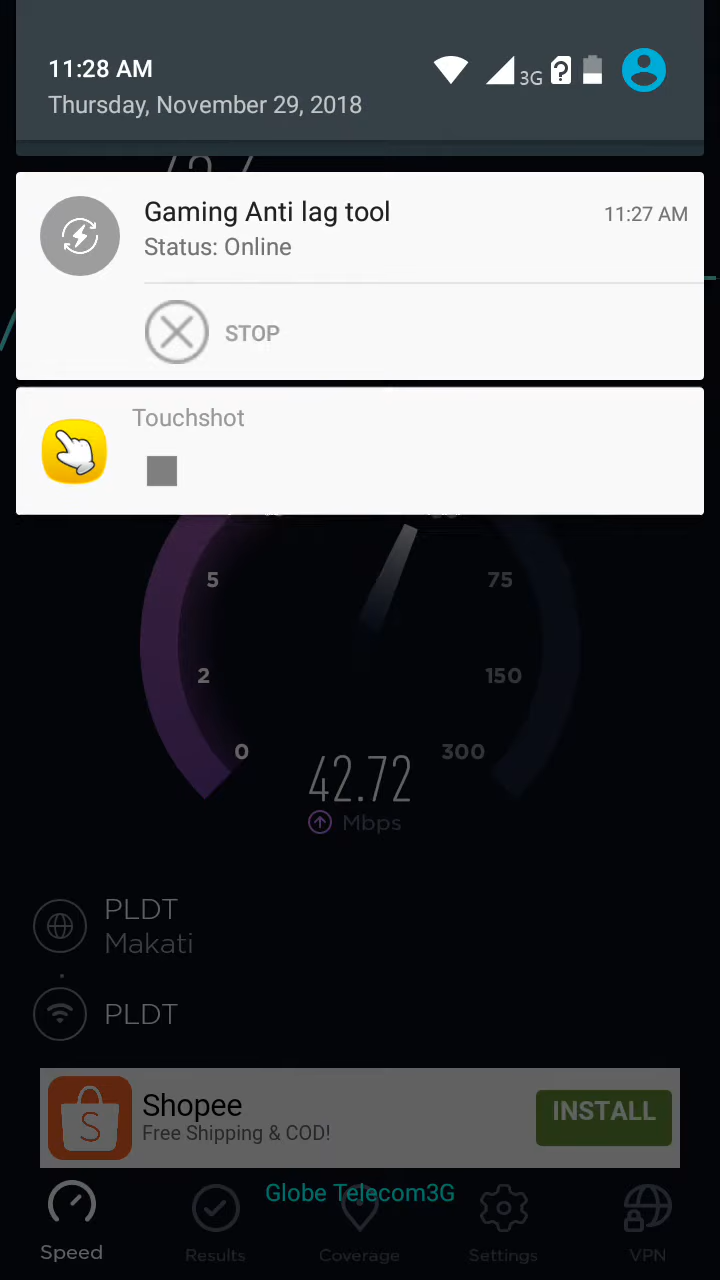 11:28 AM
3G
Thursday, November 29, 2018
Gaming Anti lag tool
11:27 AM
Status: Online
STOP
Touchshot
5
75
2
150
0
300
42.72
Mbps
PLDT
Makati
PLDT
Shopee
INSTALL
Free Shipping & COD!
Globe Telecom3G
Speed
Results
Coverage
Settings
VPN